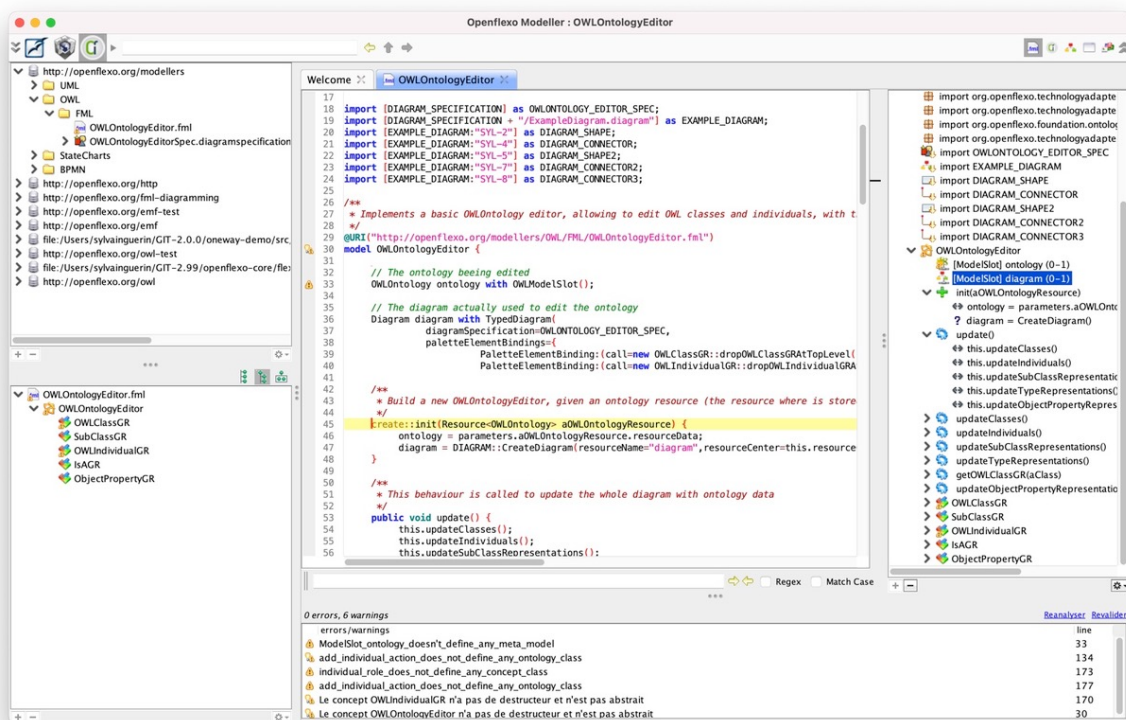 Openflexo Modeller : OWLOntologyEditor
http://openflexo.org/modellers
UML
OWL
FML
OWLOntologyEditor.fml
OWLOntologyEditorSpec.diagramspecification
StateCharts
BPMN
http://openflexo.org/http
http://openflexo.org/fml-diagramming
http://openflexo.org/emf-test
http://openflexo.org/emf
file:/Users/sylvainguerin/GIT-2.0.0/oneway-demo/src,
http://openflexo.org/owl-test
file:/Users/sylvainguerin/GIT-2.99/openflexo-core/fle
http://openflexo.org/owl
OWLOntologyEditor.fml
OWLOntologyEditor
OWLClassGR
SubClassGR
OWLIndividualGR
IsAGR
ObjectPropertyGR
Welcome
OWLOntologyEditor
17
18 import [DIAGRAM_SPECIFICATION] as OWLONTOLOGY_EDITOR_SPEC;
19 import [DIAGRAM_SPECIFICATION + "/ExampleDiagram.diagram"] as EXAMPLE_DIAGRAM;
20 import [EXAMPLE_DIAGRAM:"SYL-2"] as DIAGRAM_SHAPE;
21 import [EXAMPLE_DIAGRAM:"SYL-4"] as DIAGRAM_CONNECTOR;
22 import [EXAMPLE_DIAGRAM:"SYL-5"] as DIAGRAM_SHAPE2;
23 import [EXAMPLE_DIAGRAM:"SYL-7"] as DIAGRAM_CONNECTOR2;
24 import [EXAMPLE_DIAGRAM:"SYL-8"] as DIAGRAM_CONNECTOR3;
25
26 /**
27 * Implements a basic OWLOntology editor, allowing to edit OWL classes and individuals, with t
28 */
29 @URI("http://openflexo.org/modellers/OWL/FML/OWLOntologyEditor.fml")
30 model OWLOntologyEditor {
31
32 // The ontology beeing edited
33 OWLOntology ontology with OWLModelSlot();
34
35 // The diagram actually used to edit the ontology
36 Diagram diagram with TypedDiagram(
37 diagramSpecification=OWLONTOLOGY_EDITOR_SPEC,
38 paletteElementBindings={
39 PaletteElementBinding:(call=new OWLClassGR::dropOWLClassGRAtTopLevel(
40 PaletteElementBinding:(call=new OWLIndividualGR::dropOWLIndividualGRA
41
42 /**
43 * Build a new OWLOntologyEditor, given an ontology resource (the resource where is store
44 */
45 create::init(Resource<OWLOntology> aOWLOntologyResource) {
46 ontology = parameters.aOWLOntologyResource.resourceData;
47 diagram = DIAGRAM::CreateDiagram(resourceName="diagram",resourceCenter=this.resource
48 }
49
50 /**
51 * This behaviour is called to update the whole diagram with ontology data
52 */
53 public void update() {
54 this.updateClasses();
55 this.updateIndividuals();
56 this.updateSubClassRepresentations();
Regex
Match Case
0 errors, 6 warnings
Reanalyser Revalider
errors/warnings line
ModelSlot_ontology_doesn't_define_any_meta_model 33
add_individual_action_does_not_define_any_ontology_class 134
individual_role_does_not_define_any_concept_class 173
add_individual_action_does_not_define_any_ontology_class 177
Le concept OWLIndividualGR n'a pas de destructeur et n'est pas abstrait 170
Le concept OWLOntologyEditor n'a pas de destructeur et n'est pas abstrait 30
import org.openflexo.technologyadapte
import org.openflexo.technologyadapte
import org.openflexo.foundation.ontolog
import org.openflexo.technologyadapte
import OWLONTOLOGY_EDITOR_SPEC
import EXAMPLE_DIAGRAM
import DIAGRAM_SHAPE
import DIAGRAM_CONNECTOR
import DIAGRAM_SHAPE2
import DIAGRAM_CONNECTOR2
import DIAGRAM_CONNECTOR3
OWLOntologyEditor
[ModelSlot] ontology (0-1)
[ModelSlot] diagram (0-1)
init(aOWLOntologyResource)
ontology = parameters.aOWLOntc
? diagram = CreateDiagram()
update()
this.updateClasses()
this.updateIndividuals()
this.updateSubClassRepresentatic
this.updateTypeRepresentations()
this.updateObjectPropertyRepres
updateClasses()
updateIndividuals()
updateSubClassRepresentations()
updateTypeRepresentations()
getOWLClassGR(aClass)
updateObjectPropertyRepresentatic
OWLClassGR
SubClassGR
OWLIndividualGR
IsAGR
ObjectPropertyGR